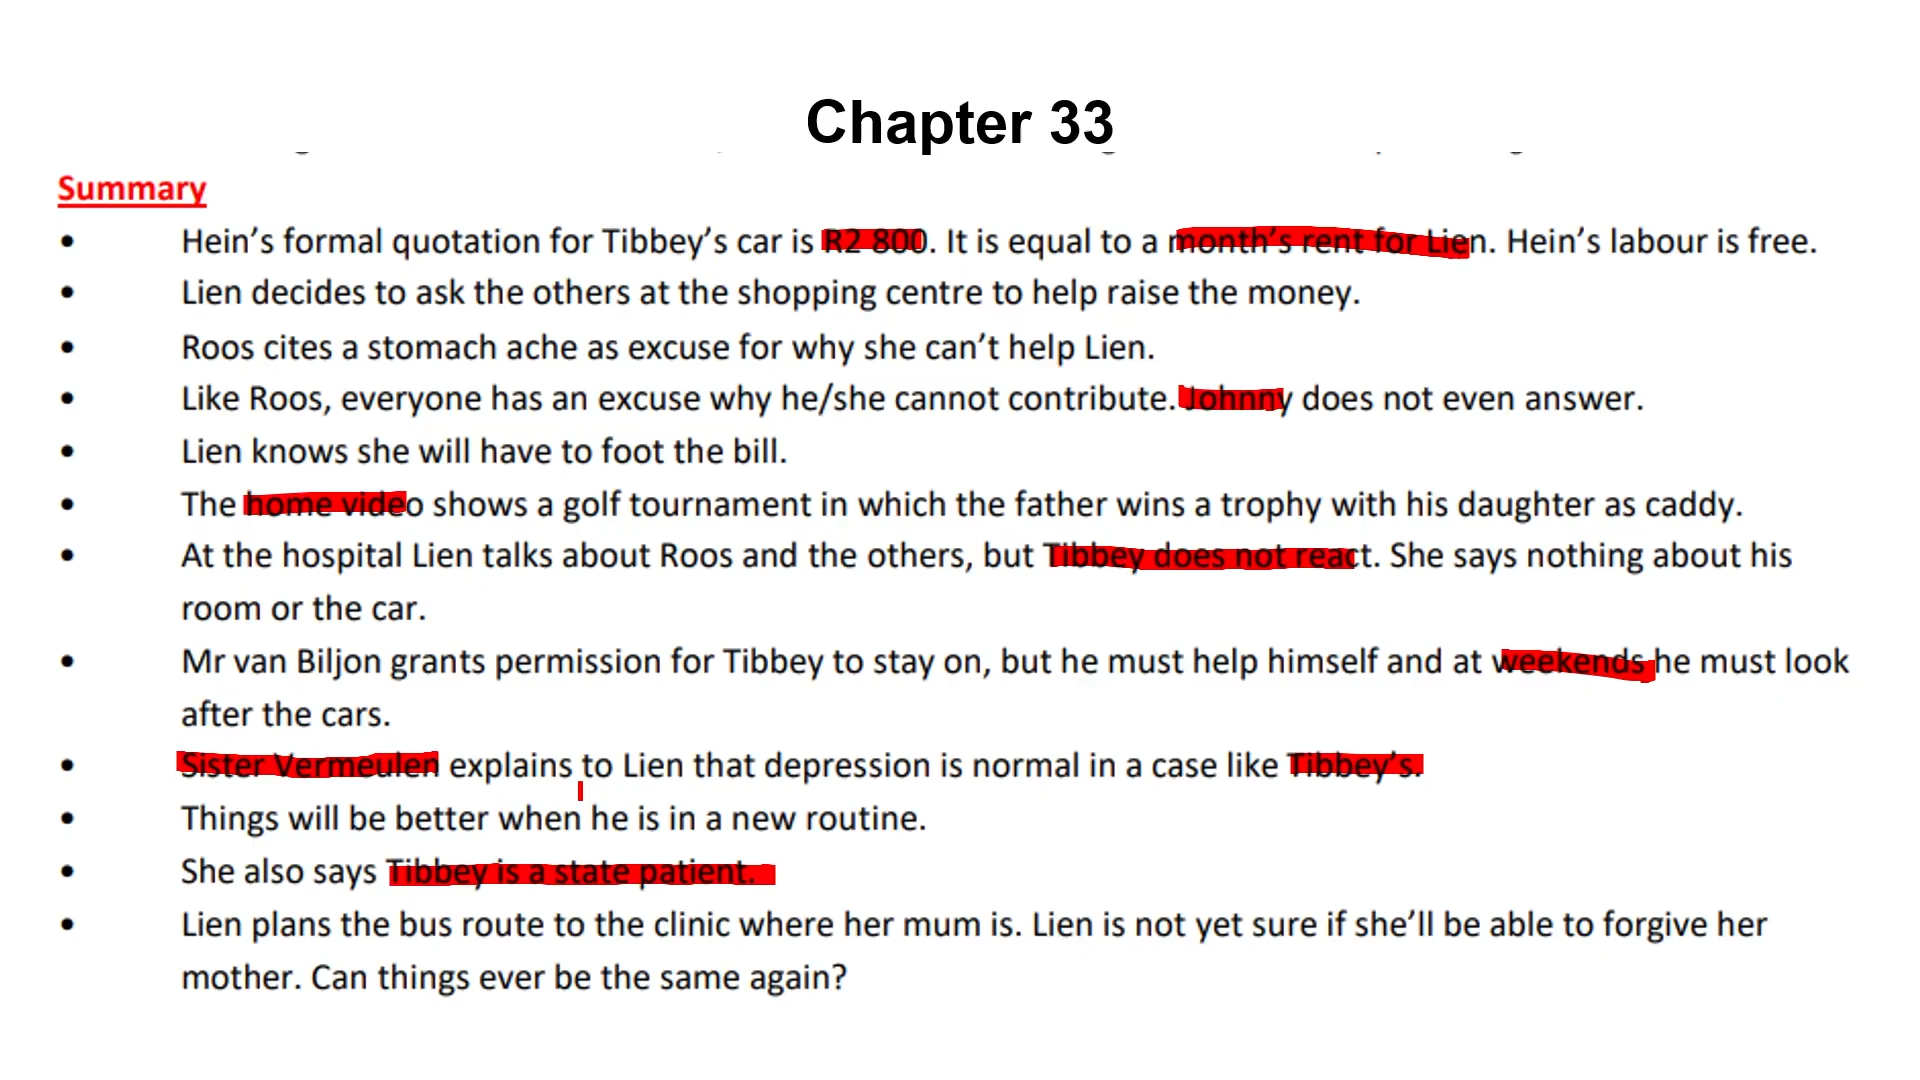 Chapter 33
Summary
• Hein’s formal quotation for Tibbey’s car is R2 800. It is equal to a month’s rent for Lien. Hein’s labour is free.
• Lien decides to ask the others at the shopping centre to help raise the money.
• Roos cites a stomach ache as excuse for why she can’t help Lien.
• Like Roos, everyone has an excuse why he/she cannot contribute. Johnny does not even answer.
• Lien knows she will have to foot the bill.
• The home video shows a golf tournament in which the father wins a trophy with his daughter as caddy.
• At the hospital Lien talks about Roos and the others, but Tibbey does not react. She says nothing about his
room or the car.
• Mr van Biljon grants permission for Tibbey to stay on, but he must help himself and at weekends he must look
after the cars.
• Sister Vermeulen explains to Lien that depression is normal in a case like Tibbey’s.
• Things will be better when he is in a new routine.
• She also says Tibbey is a state patient.
• Lien plans the bus route to the clinic where her mum is. Lien is not yet sure if she’ll be able to forgive her
mother. Can things ever be the same again?